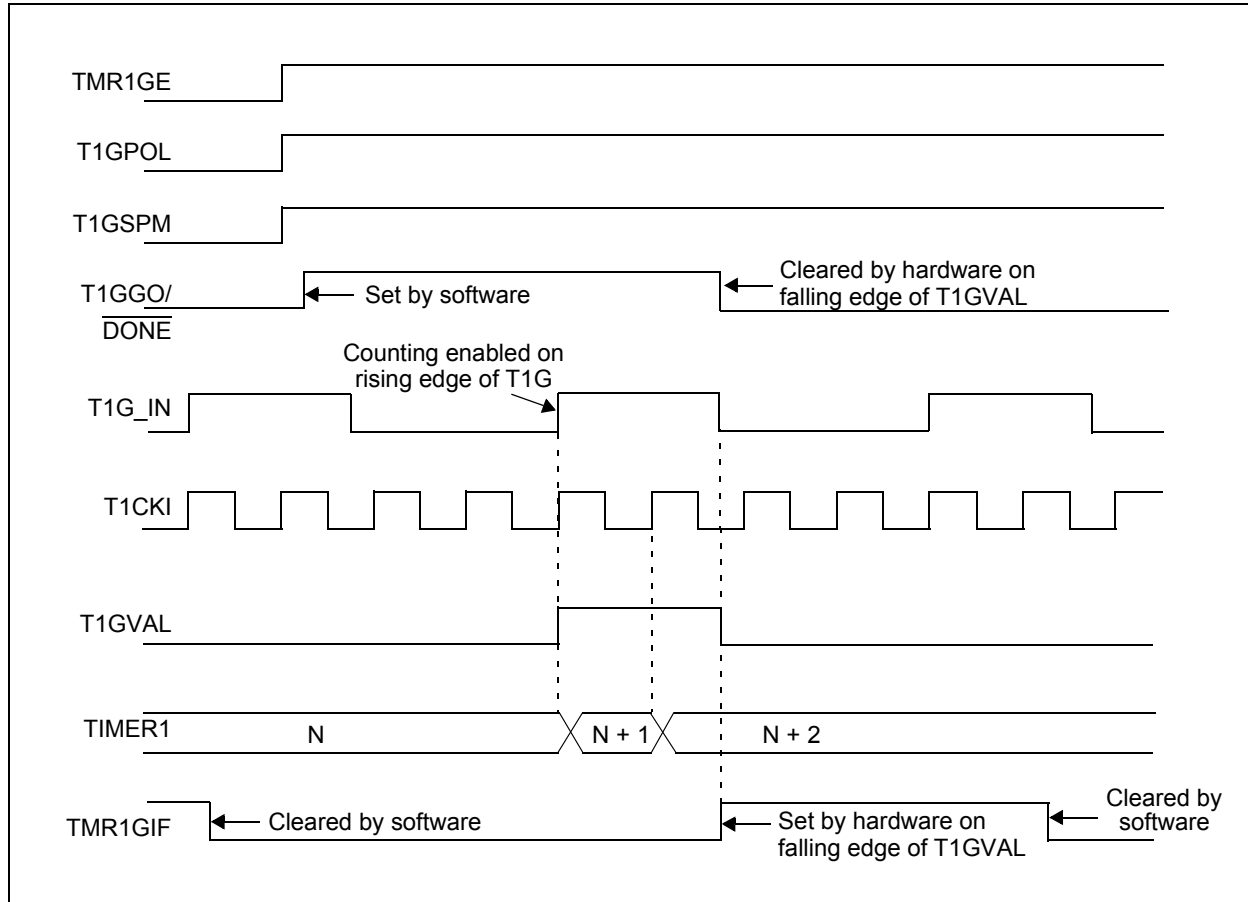 TMR1GE
T1GPOL
T1GSPM
T1GGO/
DONE
Set by software
Cleared by hardware on
falling edge of T1GVAL
Counting enabled on
rising edge of T1G
T1G_IN
T1CKI
T1GVAL
TIMER1
N
N + 1
N + 2
TMR1GIF
Cleared by software
Set by hardware on
falling edge of T1GVAL
Cleared by
software